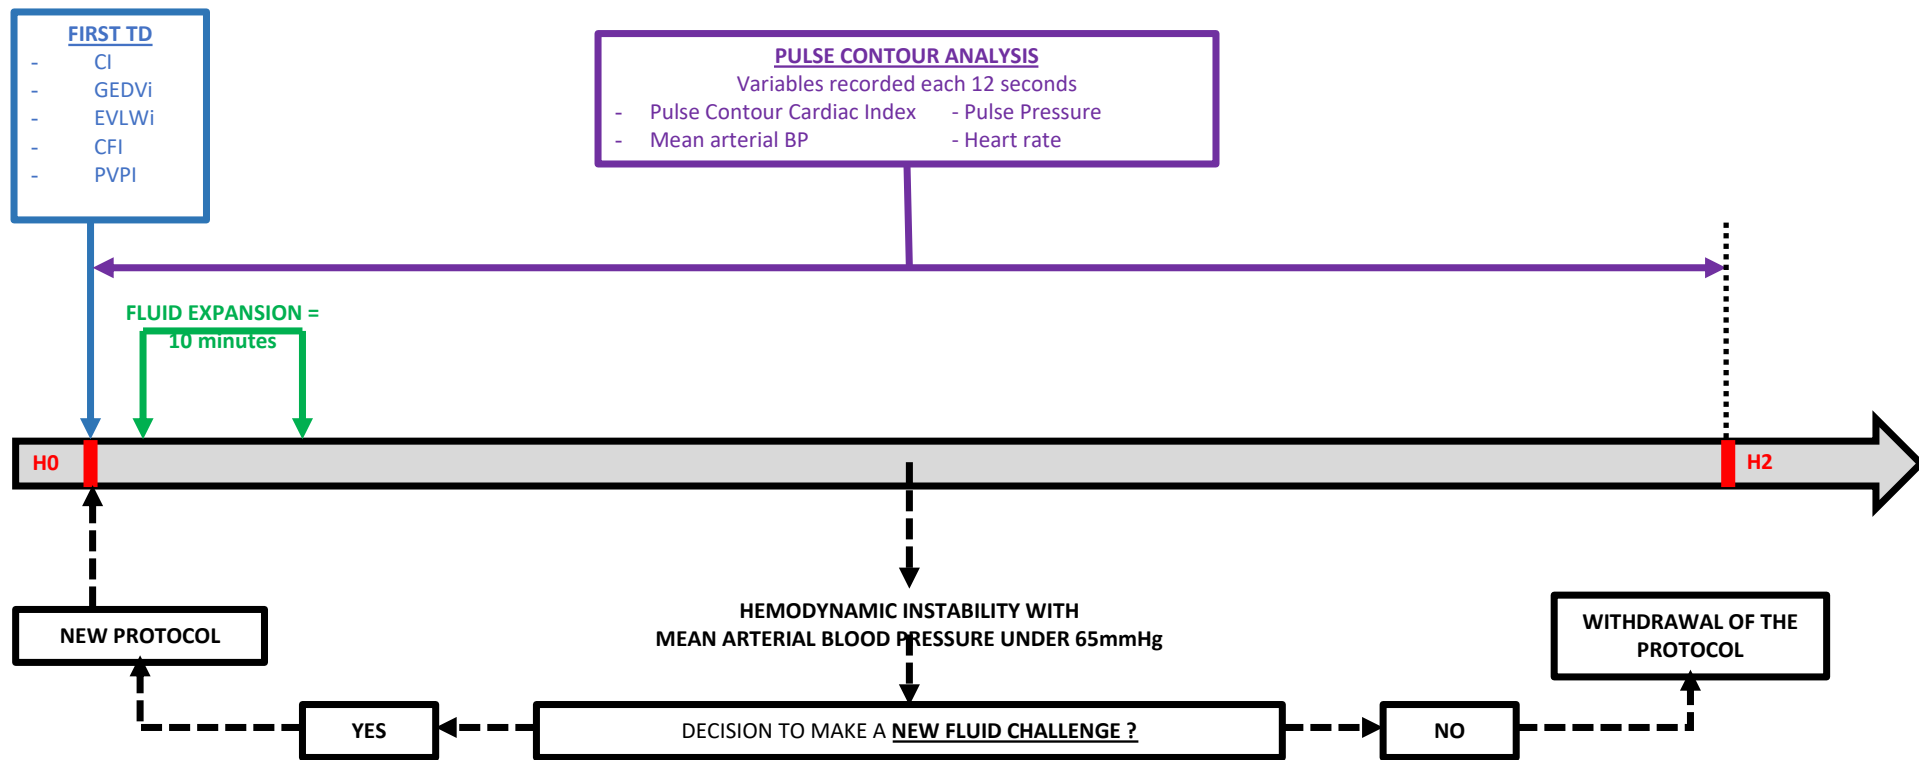 FIRST TD
- CI
- GEDVi
- EVLWi
- CFI
- PVPI
PULSE CONTOUR ANALYSIS
Variables recorded each 12 seconds
- Pulse Contour Cardiac Index - Pulse Pressure
- Mean arterial BP - Heart rate
FLUID EXPANSION =
10 minutes
H0
H2
HEMODYNAMIC INSTABILITY WITH
MEAN ARTERIAL BLOOD PRESSURE UNDER 65mmHg
NEW PROTOCOL
WITHDRAWAL OF THE
PROTOCOL
YES
DECISION TO MAKE A NEW FLUID CHALLENGE ?
NO